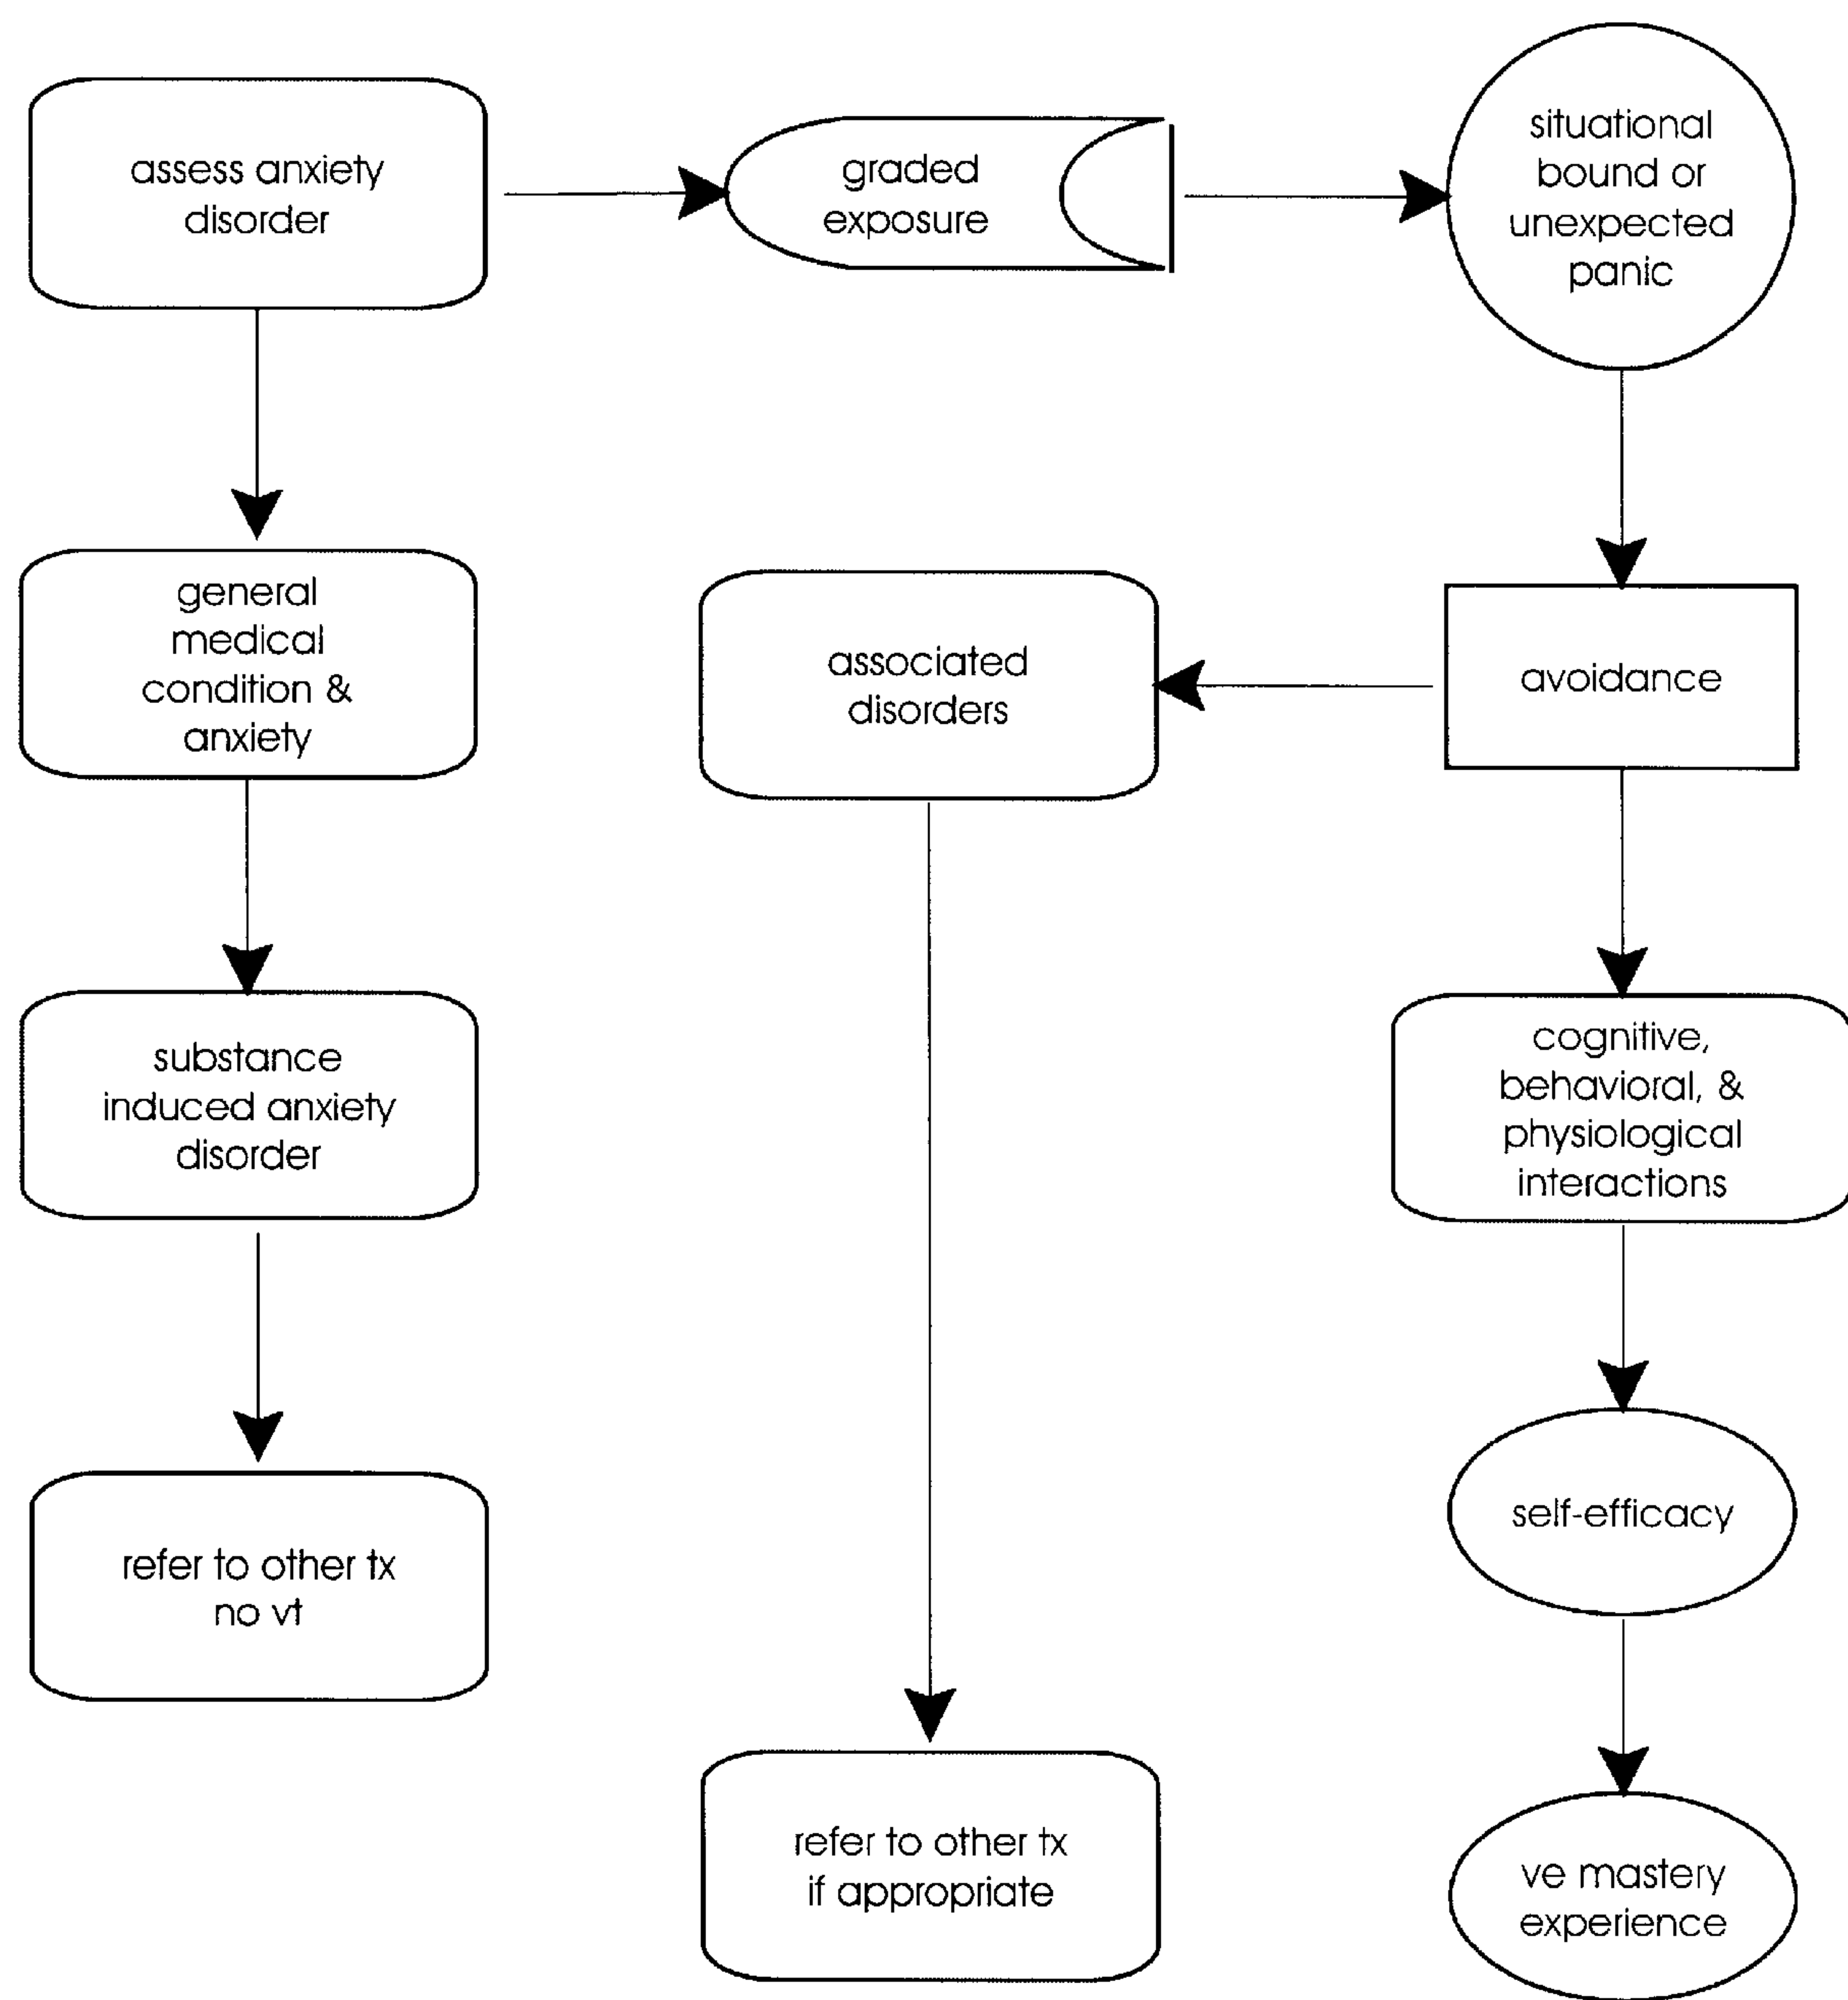 assess anxiety
disorder
graded
exposure
situational
bound or
unexpected
panic
general
medical
condition &
anxiety
associated
disorders
avoidance
substance
induced anxiety
disorder
cognitive,
behavioral, &
physiological
interactions
refer to other tx
no vt
self-efficacy
refer to other tx
if appropriate
ve mastery
experience